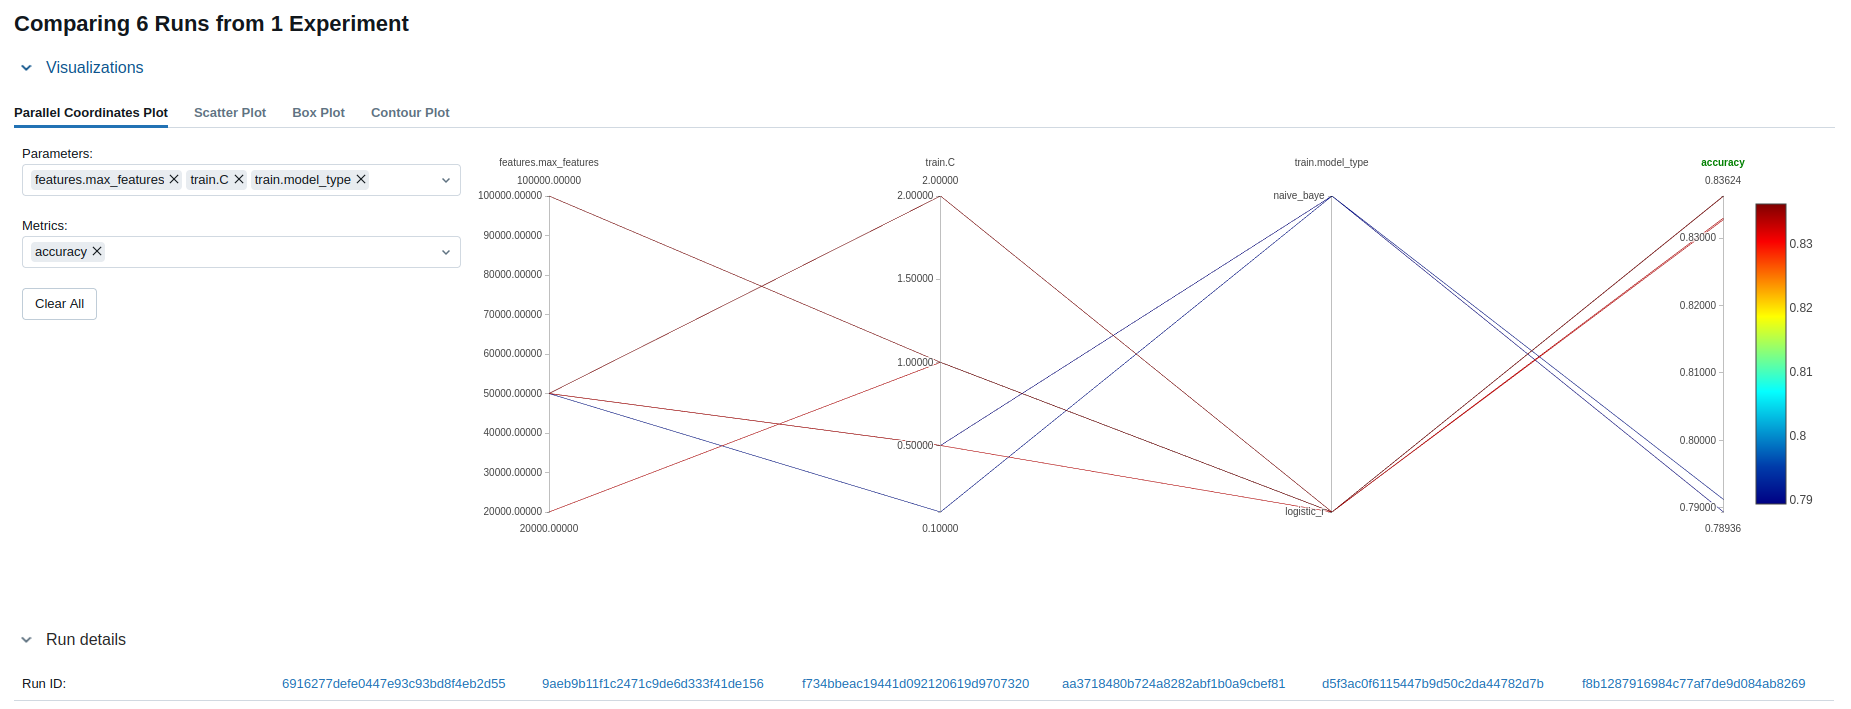 Comparing 6 Runs from 1 Experiment
Visualizations
Parallel Coordinates Plot Scatter Plot Box Plot Contour Plot
Parameters:
features.max_features train.C train.model_type
Metrics:
accuracy
Clear All
features.max_features
100000.00000
100000.00000
90000.00000
80000.00000
70000.00000
60000.00000
50000.00000
40000.00000
30000.00000
20000.00000
20000.00000
train.C
2.00000
2.00000
1.50000
1.00000
0.50000
0.10000
train.model_type
naive_baye
logistic_r
accuracy
0.83624
0.83000
0.82000
0.81000
0.80000
0.79000
0.78936
0.83
0.82
0.81
0.8
0.79
Run details
Run ID: 6916277defe0447e93c93bd8f4eb2d55 9aeb9b11f1c2471c9de6d333f41de156 f734bbeac19441d092120619d9707320 aa3718480b724a8282abf1b0a9cbef81 d5f3ac0f6115447b9d50c2da44782d7b f8b1287916984c77af7de9d084ab8269